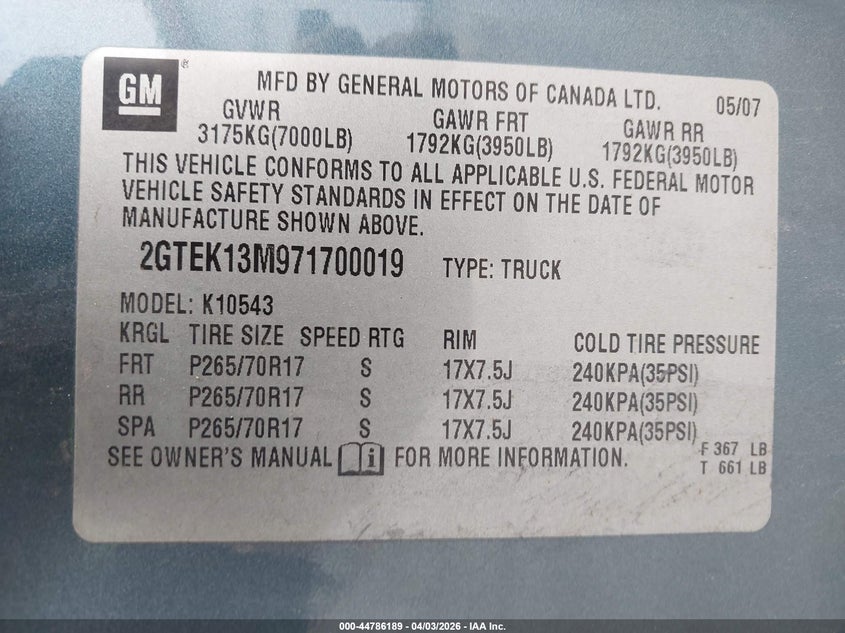 GM ®
MFD BY GENERAL MOTORS OF CANADA LTD. 05/07
GVWR GAWR FRT GAWR RR
3175KG(7000LB) 1792KG(3950LB) 1792KG(3950LB)
THIS VEHICLE CONFORMS TO ALL APPLICABLE U.S. FEDERAL MOTOR
VEHICLE SAFETY STANDARDS IN EFFECT ON THE DATE OF
MANUFACTURE SHOWN ABOVE.
2GTEK13M971700019 TYPE: TRUCK
MODEL: K10543
KRGL TIRE SIZE SPEED RTG RIM COLD TIRE PRESSURE
FRT P265/70R17 S 17X7.5J 240KPA(35PSI)
RR P265/70R17 S 17X7.5J 240KPA(35PSI)
SPA P265/70R17 S 17X7.5J 240KPA(35PSI)
SEE OWNER'S MANUAL i FOR MORE INFORMATION.
F 367 LB
T 661 LB
000-44786189 - 04/03/2026 - IAA Inc.